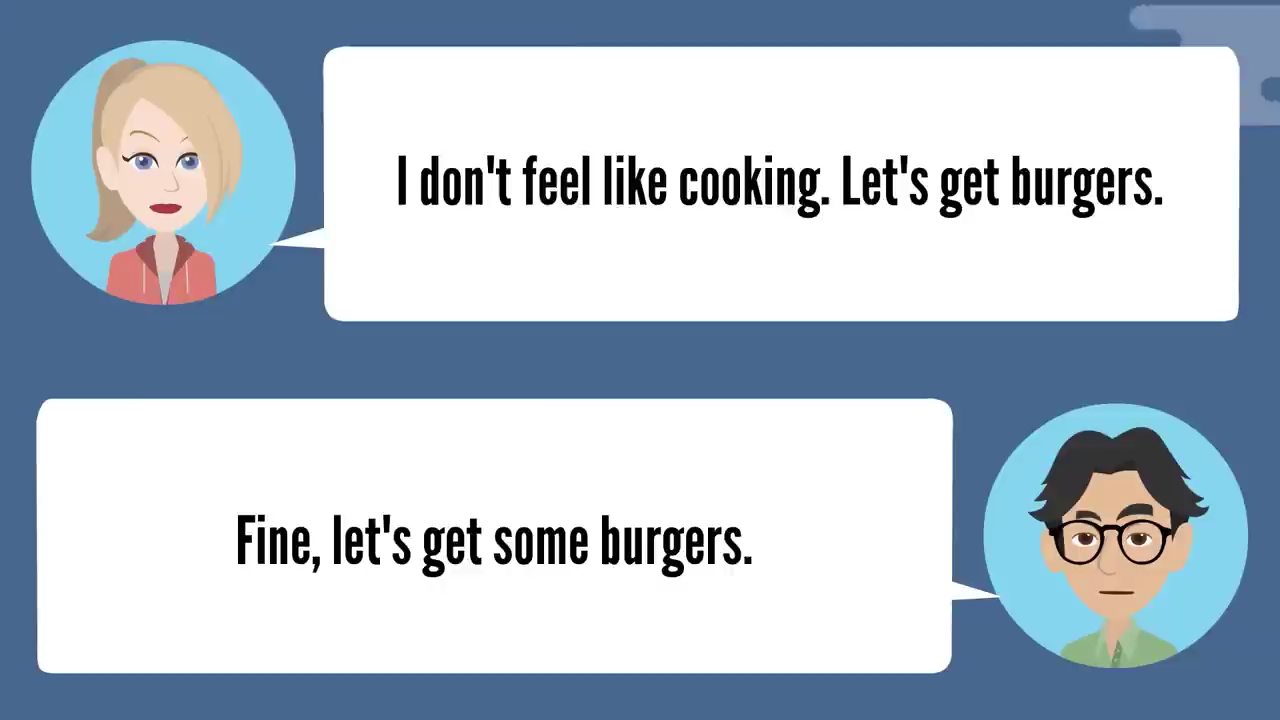 I don't feel like cooking. Let's get burgers.
Fine, let's get some burgers.